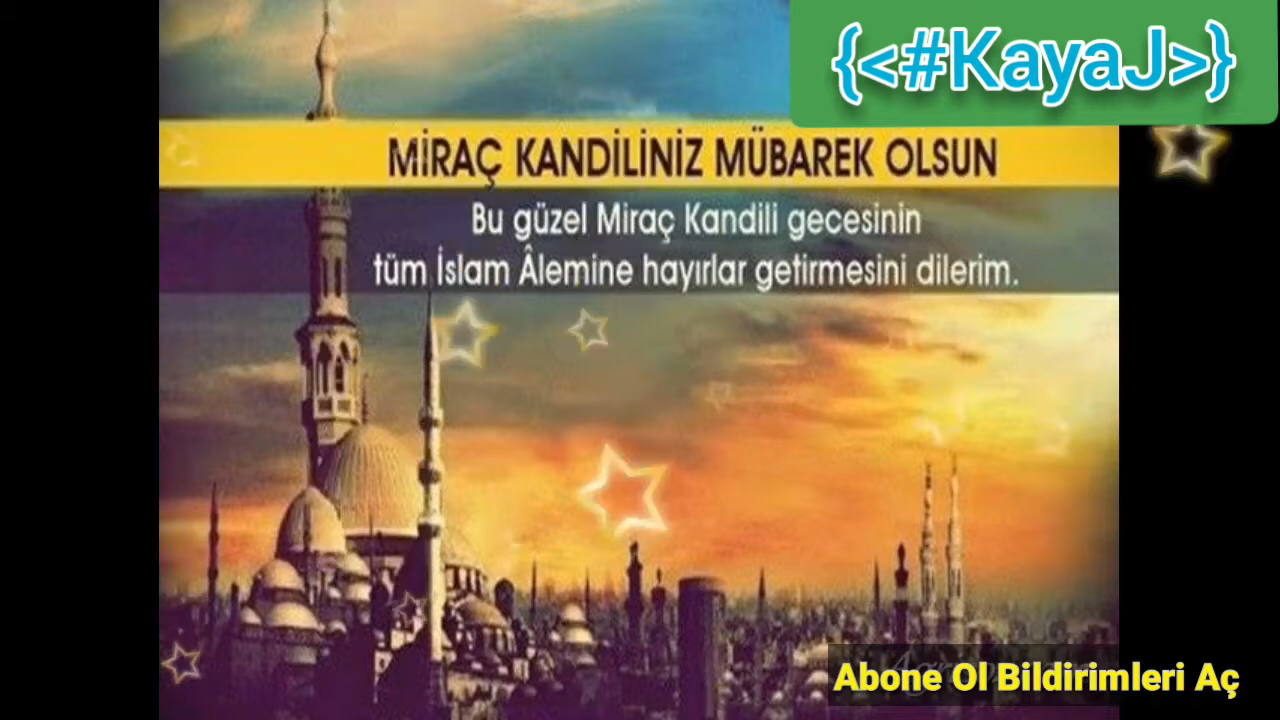 {<#KayaJ>}
MİRAÇ KANDİLİNİZ MÜBAREK OLSUN
Bu güzel Miraç Kandili gecesinin
tüm İslam Âlemine hayırlar getirmesini dilerim.
Abone Ol Bildirimleri Aç